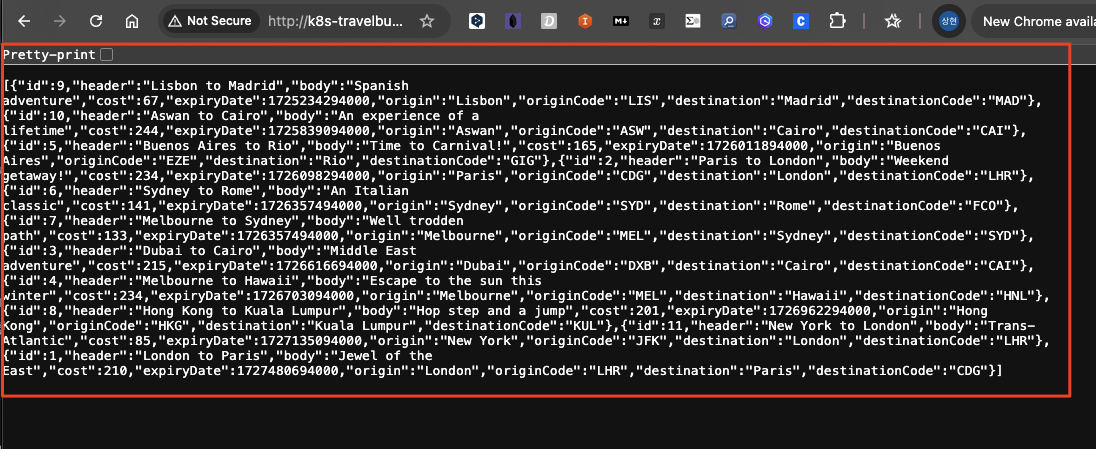 Not Secure
http://k8s-travelbu...
상현
New Chrome availa
Pretty-print
[{"id":9,"header":"Lisbon to Madrid","body":"Spanish
adventure","cost":67,"expiryDate":1725234294000,"origin":"Lisbon","originCode":"LIS","destination":"Madrid","destinationCode":"MAD"},
{"id":10,"header":"Aswan to Cairo","body":"An experience of a
lifetime","cost":244,"expiryDate":1725839094000,"origin":"Aswan","originCode":"ASW","destination":"Cairo","destinationCode":"CAI"},
{"id":5,"header":"Buenos Aires to Rio","body":"Time to Carnival!","cost":165,"expiryDate":1726011894000,"origin":"Buenos
Aires","originCode":"EZE","destination":"Rio","destinationCode":"GIG"},{"id":2,"header":"Paris to London","body":"Weekend
getaway!","cost":234,"expiryDate":1726098294000,"origin":"Paris","originCode":"CDG","destination":"London","destinationCode":"LHR"},
{"id":6,"header":"Sydney to Rome","body":"An Italian
classic","cost":141,"expiryDate":1726357494000,"origin":"Sydney","originCode":"SYD","destination":"Rome","destinationCode":"FCO"},
{"id":7,"header":"Melbourne to Sydney","body":"Well trodden
path","cost":133,"expiryDate":1726357494000,"origin":"Melbourne","originCode":"MEL","destination":"Sydney","destinationCode":"SYD"},
{"id":3,"header":"Dubai to Cairo","body":"Middle East
adventure","cost":215,"expiryDate":1726616694000,"origin":"Dubai","originCode":"DXB","destination":"Cairo","destinationCode":"CAI"},
{"id":4,"header":"Melbourne to Hawaii","body":"Escape to the sun this
winter","cost":234,"expiryDate":1726703094000,"origin":"Melbourne","originCode":"MEL","destination":"Hawaii","destinationCode":"HNL"},
{"id":8,"header":"Hong Kong to Kuala Lumpur","body":"Hop step and a jump","cost":201,"expiryDate":1726962294000,"origin":"Hong
Kong","originCode":"HKG","destination":"Kuala Lumpur","destinationCode":"KUL"},{"id":11,"header":"New York to London","body":"Trans-
Atlantic","cost":85,"expiryDate":1727135094000,"origin":"New York","originCode":"JFK","destination":"London","destinationCode":"LHR"},
{"id":1,"header":"London to Paris","body":"Jewel of the
East","cost":210,"expiryDate":1727480694000,"origin":"London","originCode":"LHR","destination":"Paris","destinationCode":"CDG"}]